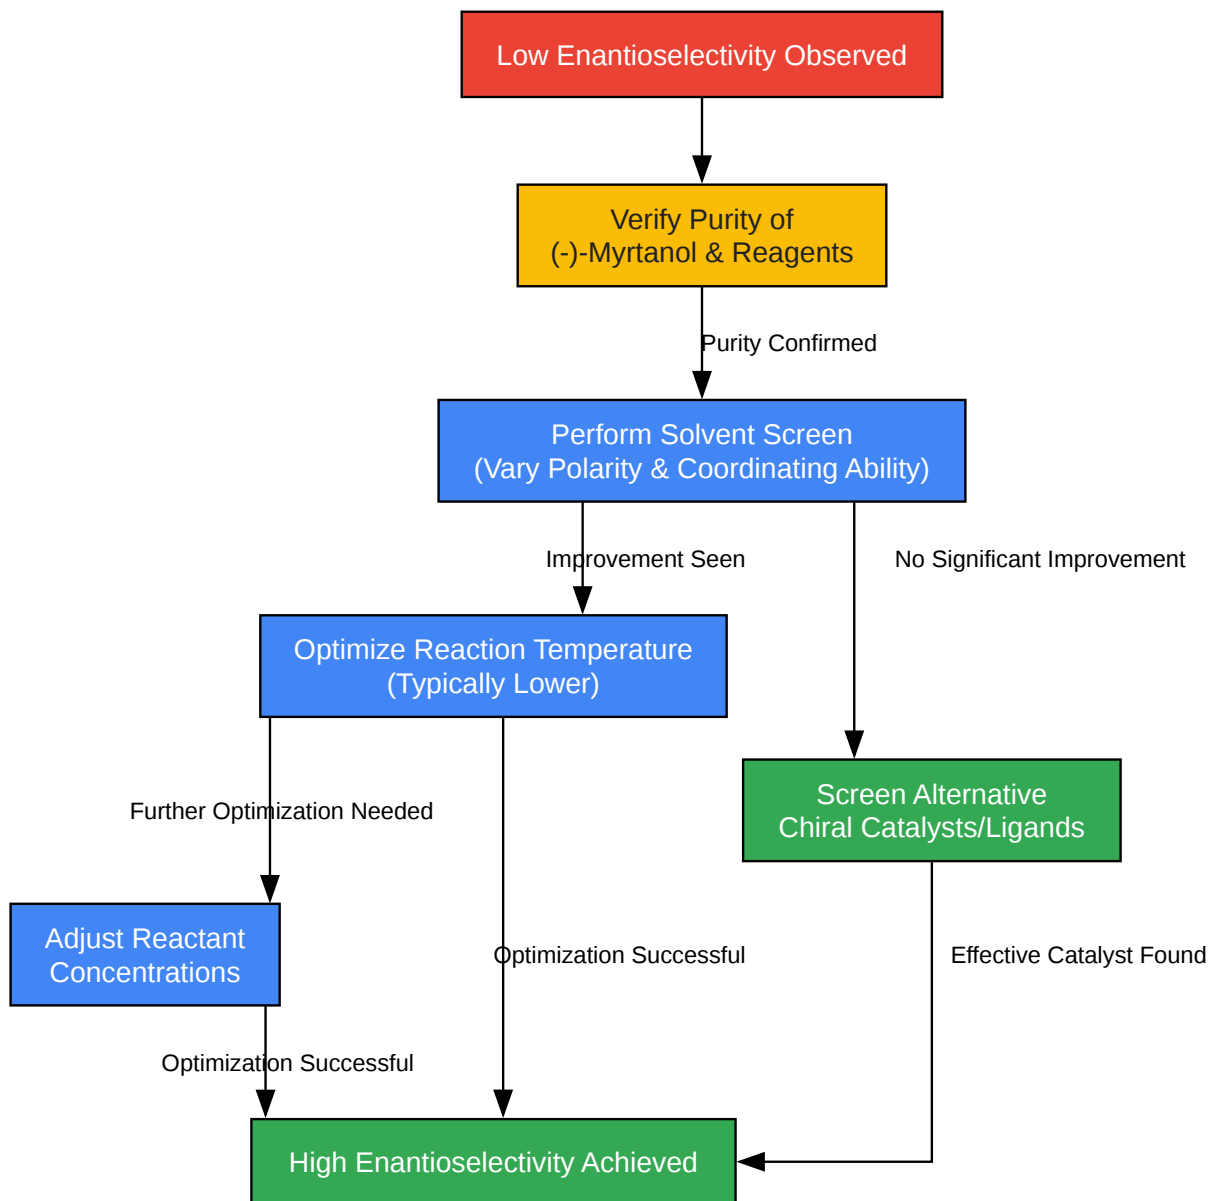 Low Enantioselectivity Observed
Verify Purity of
(-)-Myrtanol & Reagents
Purity Confirmed
Perform Solvent Screen
(Vary Polarity & Coordinating Ability)
Improvement Seen
No Significant Improvement
Optimize Reaction Temperature
(Typically Lower)
Screen Alternative
Chiral Catalysts/Ligands
Further Optimization Needed
Adjust Reactant
Concentrations
Optimization Successful
Effective Catalyst Found
Optimization Successful
High Enantioselectivity Achieved